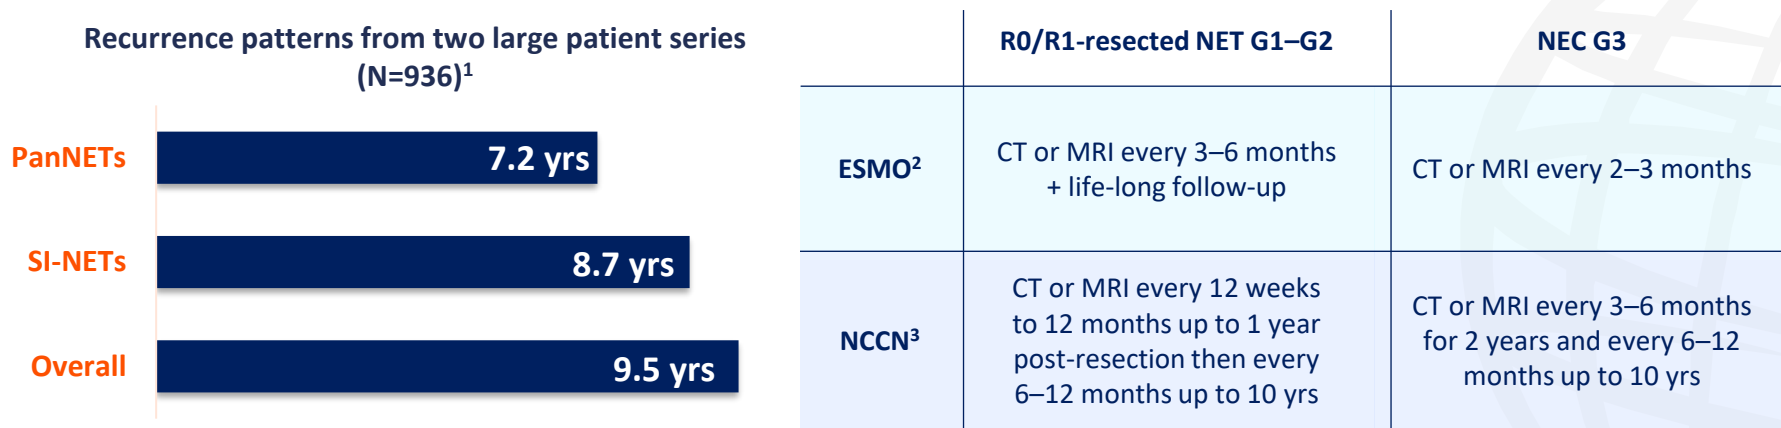 Recurrence patterns from two large patient series
(N=936)¹
PanNETs
7.2 yrs
SI-NETs
8.7 yrs
Overall
9.5 yrs
R0/R1-resected NET G1–G2
NEC G3
ESMO²
CT or MRI every 3–6 months
+ life-long follow-up
CT or MRI every 2–3 months
NCCN³
CT or MRI every 12 weeks
to 12 months up to 1 year
post-resection then every
6–12 months up to 10 yrs
CT or MRI every 3–6 months
for 2 years and every 6–12
months up to 10 yrs